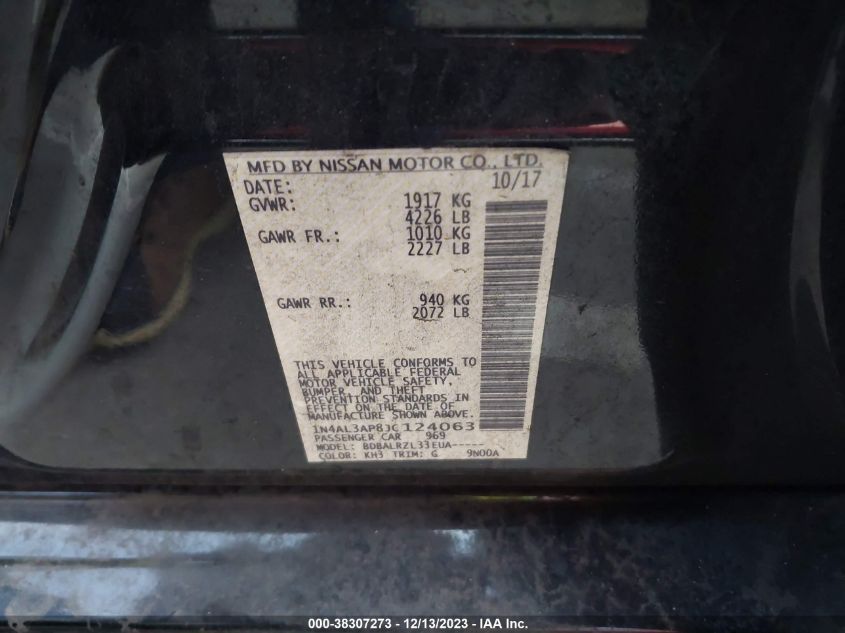 MFD BY NISSAN MOTOR CO., LTD.
DATE: 10/17
GVWR: 1917 KG
4226 LB
GAWR FR.: 1010 KG
2227 LB
GAWR RR.: 940 KG
2072 LB
THIS VEHICLE CONFORMS TO
ALL APPLICABLE FEDERAL
MOTOR VEHICLE SAFETY,
BUMPER, AND THEFT
PREVENTION STANDARDS IN
EFFECT ON THE DATE OF
MANUFACTURE SHOWN ABOVE.
1N4AL3AP8JC124063
PASSENGER CAR 969
MODEL: BDBALRZL33EUA-----
COLOR: KH3 TRIM: G 9N00A
000-38307273 - 12/13/2023 - IAA Inc.